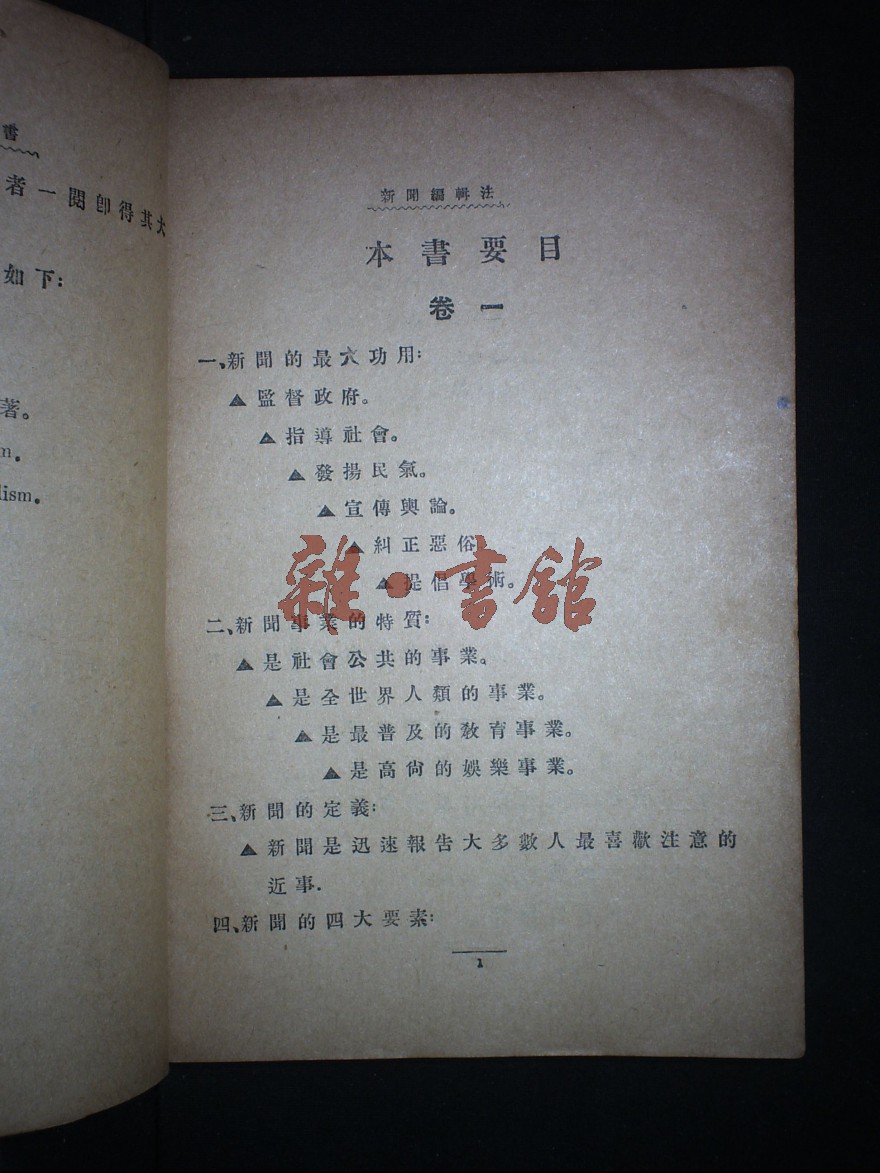 書
者一閱卽得其大
如下:
著。
m.
lism.
新聞編輯法
本書要目
卷一
一、新聞的最大功用:
▲監督政府。
▲指導社會。
▲發揚民氣。
▲宣傳輿論。
▲糾正惡俗
▲提倡學術。
雜·書館
二、新聞事業的特質:
▲是社會公共的事業。
▲是全世界人類的事業。
▲是最普及的敎育事業。
▲是高尙的娛樂事業。
三、新聞的定義:
▲新聞是迅速報告大多數人最喜歡注意的
近事.
四、新聞的四大要素:
1